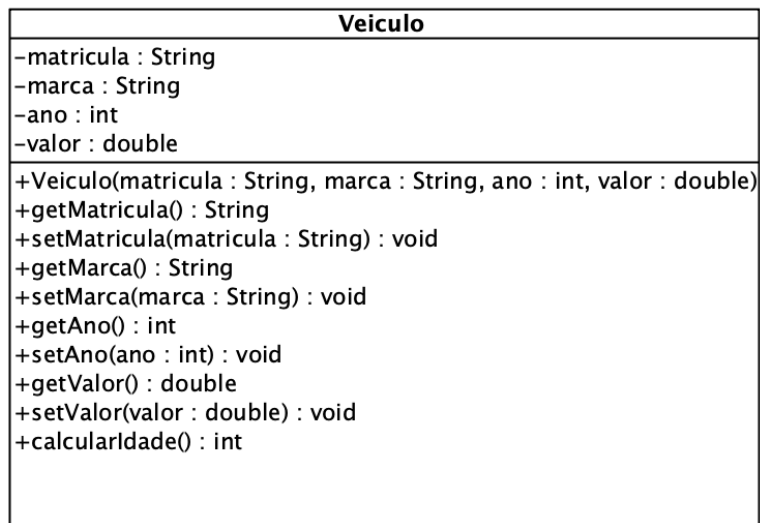 Veiculo
-matricula : String
-marca : String
-ano : int
-valor : double
+Veiculo(matricula : String, marca : String, ano : int, valor : double)
+getMatricula() : String
+setMatricula(matricula : String) : void
+getMarca() : String
+setMarca(marca : String) : void
+getAno() : int
+setAno(ano : int) : void
+getValor() : double
+setValor(valor : double) : void
+calcularIdade() : int